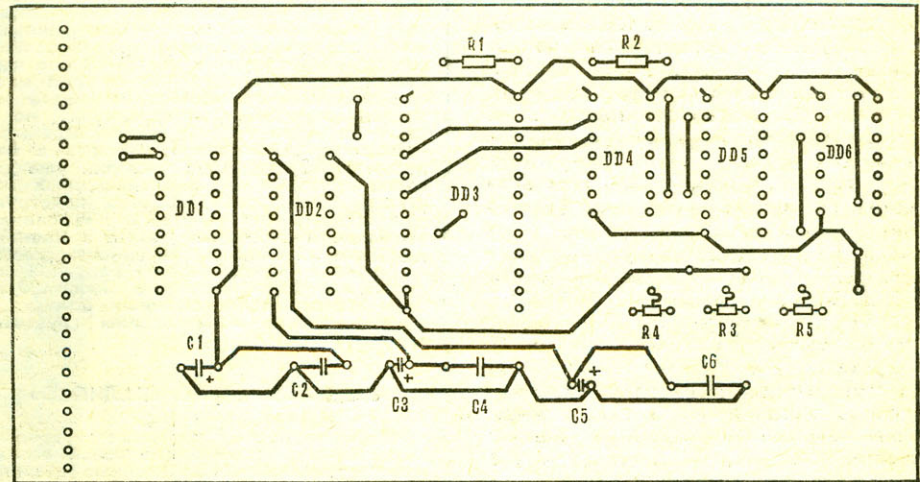 R1 R2
DD1 DD2 DD3 DD4 DD5 DD6
R4 R3 R5
C1 C2 C3 C4 C5 C6